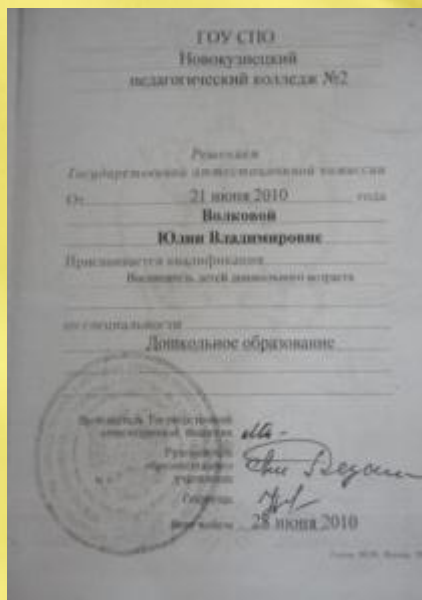 ГОУ СПО
Новокузнецкий
педагогический колледж №2
Решением
Государственной аттестационной комиссии
От 21 июня 2010 года
Волковой
Юлии Владимировне
Присваивается квалификация
Воспитатель детей дошкольного возраста
по специальности
Дошкольное образование
Председатель Государственной
аттестационной комиссии
Руководитель
образовательного
учреждения
Секретарь
28 июня 2010